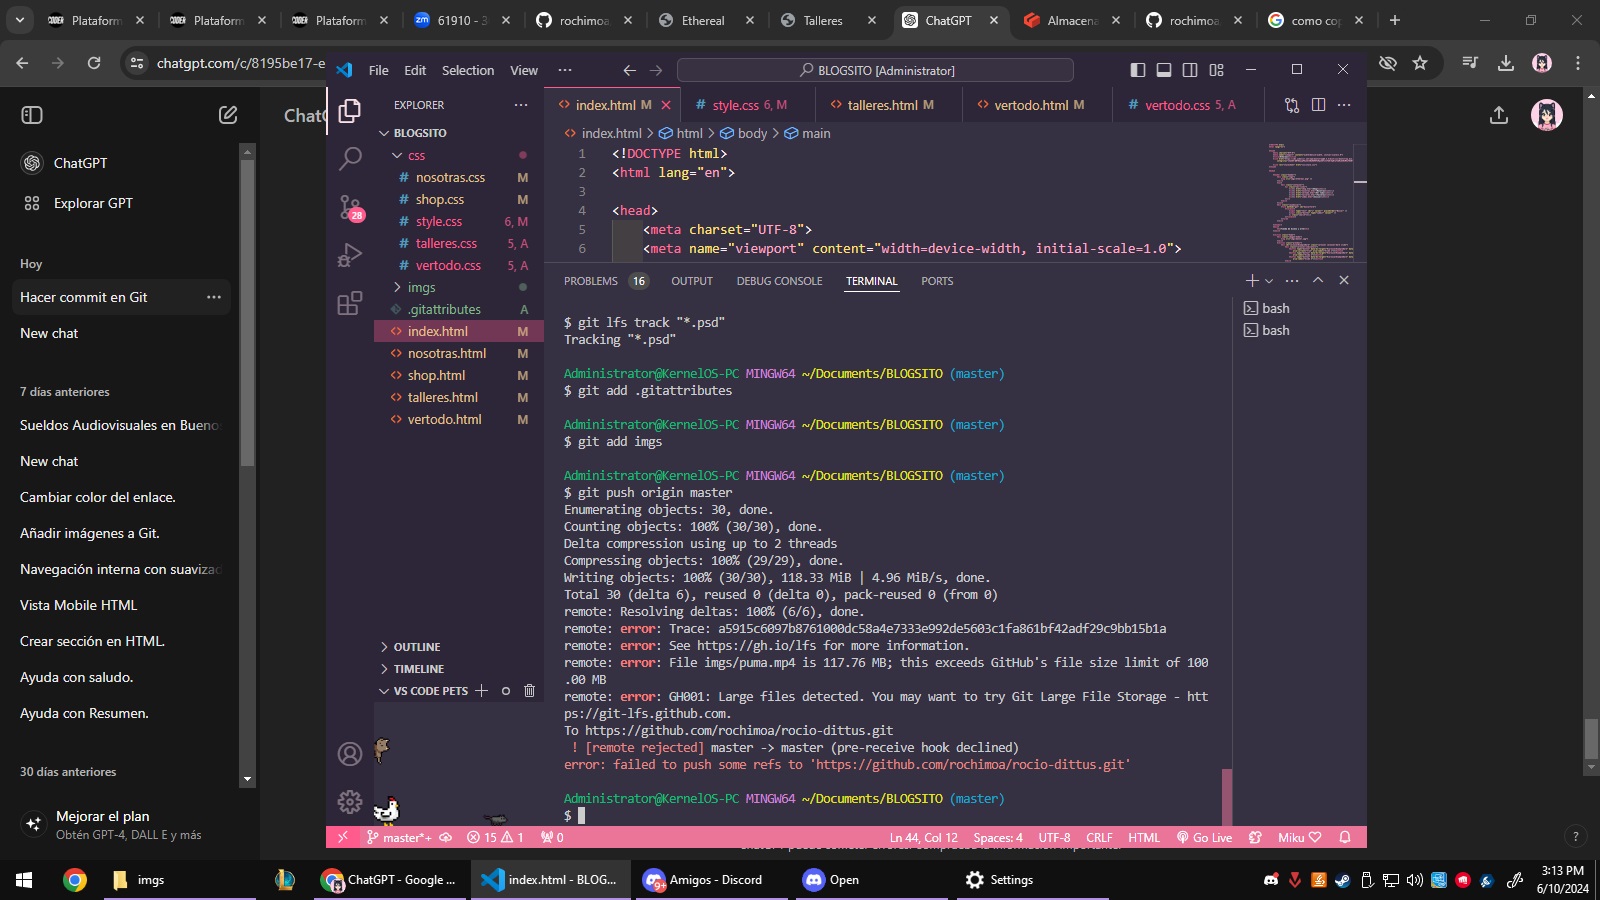 Plataform
Plataform
Plataform
61910 - 3
rochimoa
Ethereal
Talleres
ChatGPT
Almacena
rochimoa
como cop
chatgpt.com/c/8195be17-e
File Edit Selection View
BLOGSITO [Administrator]
ChatGPT
Explorar GPT
Hoy
Hacer commit en Git
New chat
7 días anteriores
Sueldos Audiovisuales en Bueno
New chat
Cambiar color del enlace.
Añadir imágenes a Git.
Navegación interna con suavizad
Vista Mobile HTML
Crear sección en HTML.
Ayuda con saludo.
Ayuda con Resumen.
30 días anteriores
Mejorar el plan
Obtén GPT-4, DALL E y más
ChatG
28
EXPLORER
BLOGSITO
css
# nosotras.css M
# shop.css M
# style.css 6, M
# talleres.css 5, A
# vertodo.css 5, A
imgs
.gitattributes A
<> index.html M
<> nosotras.html M
<> shop.html M
<> talleres.html M
<> vertodo.html M
OUTLINE
TIMELINE
VS CODE PETS
<> index.html M
# style.css 6, M
<> talleres.html M
<> vertodo.html M
# vertodo.css 5, A
<> index.html > html > body > main
1 <!DOCTYPE html>
2 <html lang="en">
3
4 <head>
5 <meta charset="UTF-8">
6 <meta name="viewport" content="width=device-width, initial-scale=1.0">
PROBLEMS 16 OUTPUT DEBUG CONSOLE TERMINAL PORTS
bash
bash
$ git lfs track "*.psd"
Tracking "*.psd"
Administrator@KernelOS-PC MINGW64 ~/Documents/BLOGSITO (master)
$ git add .gitattributes
Administrator@KernelOS-PC MINGW64 ~/Documents/BLOGSITO (master)
$ git add imgs
Administrator@KernelOS-PC MINGW64 ~/Documents/BLOGSITO (master)
$ git push origin master
Enumerating objects: 30, done.
Counting objects: 100% (30/30), done.
Delta compression using up to 2 threads
Compressing objects: 100% (29/29), done.
Writing objects: 100% (30/30), 118.33 MiB | 4.96 MiB/s, done.
Total 30 (delta 6), reused 0 (delta 0), pack-reused 0 (from 0)
remote: Resolving deltas: 100% (6/6), done.
remote: error: Trace: a5915c6097b8761000dc58a4e7333e992de5603c1fa861bf42adf29c9bb15b1a
remote: error: See https://gh.io/lfs for more information.
remote: error: File imgs/puma.mp4 is 117.76 MB; this exceeds GitHub's file size limit of 100
.00 MB
remote: error: GH001: Large files detected. You may want to try Git Large File Storage - htt
ps://git-lfs.github.com.
To https://github.com/rochimoa/rocio-dittus.git
! [remote rejected] master -> master (pre-receive hook declined)
error: failed to push some refs to 'https://github.com/rochimoa/rocio-dittus.git'
Administrator@KernelOS-PC MINGW64 ~/Documents/BLOGSITO (master)
$
master*+ 15 1 0
Ln 44, Col 12 Spaces: 4 UTF-8 CRLF HTML Go Live Miku ♡
?
imgs
ChatGPT - Google ...
index.html - BLOG...
9+ Amigos - Discord
Open
Settings
3:13 PM
6/10/2024